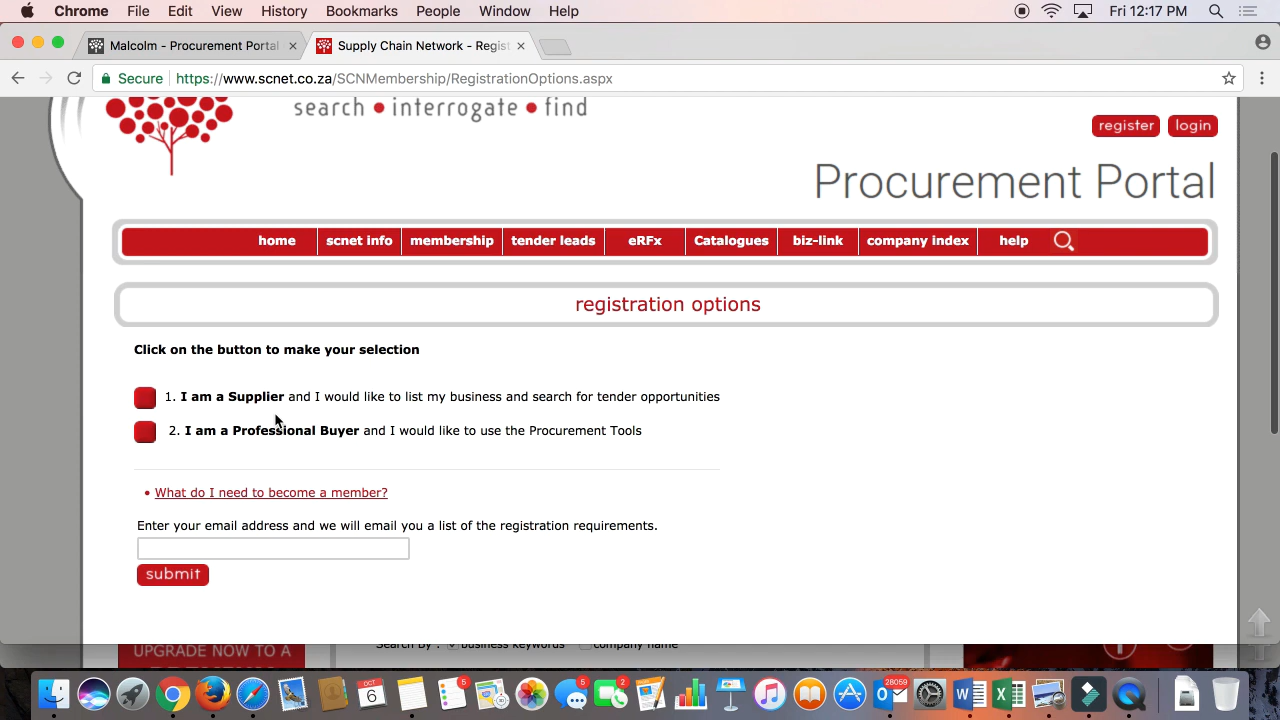 Chrome File Edit View History Bookmarks People Window Help Fri 12:17 PM
Malcolm - Procurement Portal × Supply Chain Network - Regist ×
Secure https://www.scnet.co.za/SCNMembership/RegistrationOptions.aspx
search • interrogate • find
register login
Procurement Portal
home scnet info membership tender leads eRFx Catalogues biz-link company index help
registration options
Click on the button to make your selection
1. I am a Supplier and I would like to list my business and search for tender opportunities
2. I am a Professional Buyer and I would like to use the Procurement Tools
• What do I need to become a member?
Enter your email address and we will email you a list of the registration requirements.
submit
UPGRADE NOW TO A
Search By : business keywords company name
OCT 6 5 5 2 28059